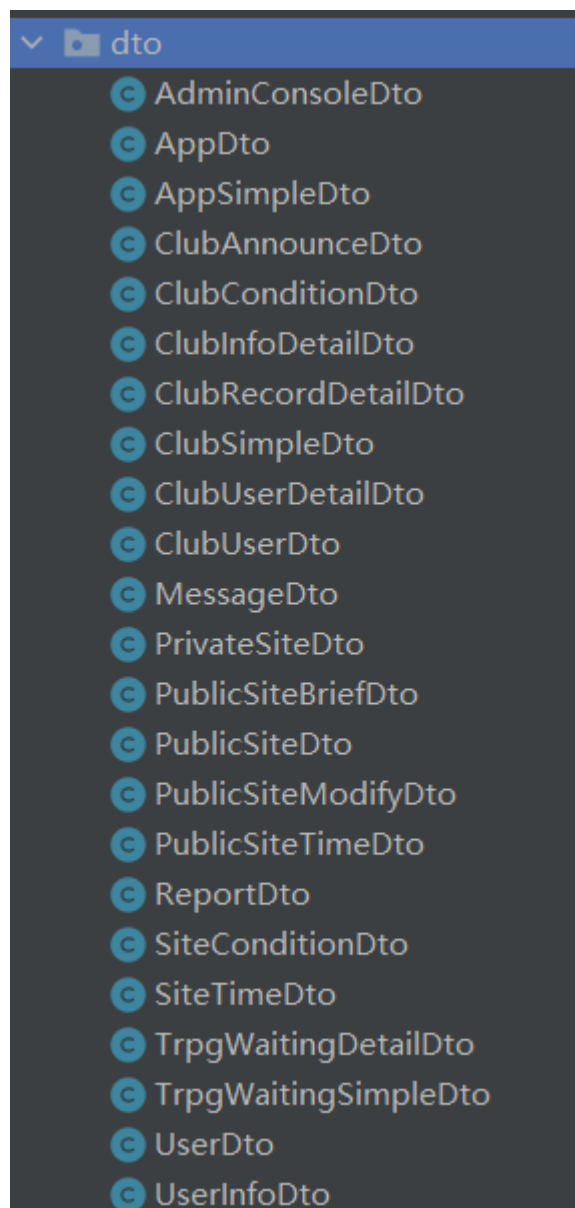 dto
AdminConsoleDto
AppDto
AppSimpleDto
ClubAnnounceDto
ClubConditionDto
ClubInfoDetailDto
ClubRecordDetailDto
ClubSimpleDto
ClubUserDetailDto
ClubUserDto
MessageDto
PrivateSiteDto
PublicSiteBriefDto
PublicSiteDto
PublicSiteModifyDto
PublicSiteTimeDto
ReportDto
SiteConditionDto
SiteTimeDto
TrpgWaitingDetailDto
TrpgWaitingSimpleDto
UserDto
UserInfoDto